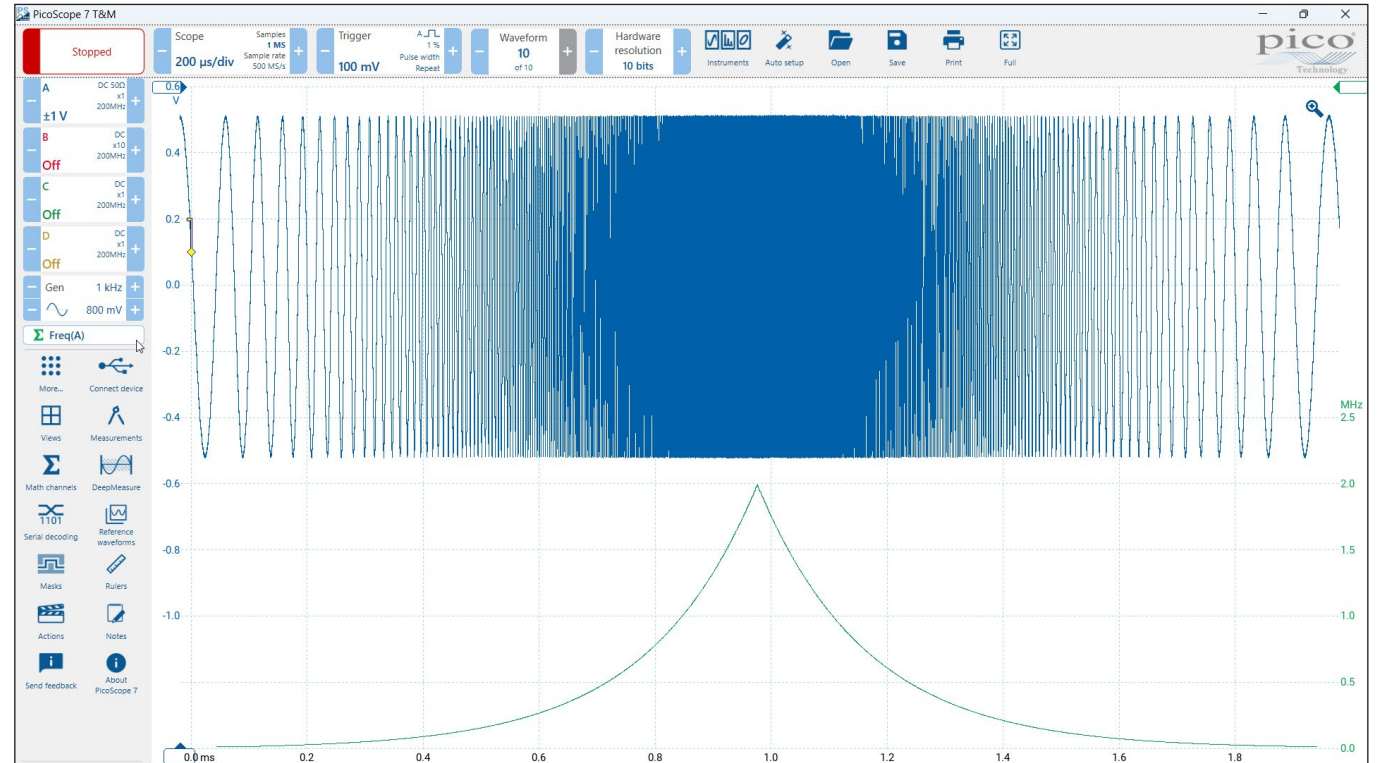 PicoScope 7 T&M
Stopped
Scope
200 µs/div
Samples
1 MS
Sample rate
500 MS/s
Trigger
100 mV
A
1 %
Pulse width
Repeat
Waveform
10
of 10
Hardware
resolution
10 bits
Instruments
Auto setup
Open
Save
Print
Full
pico
Technology
A
DC 50Ω
x1
200MHz
±1 V
B
DC
x10
200MHz
Off
C
DC
x1
200MHz
Off
D
DC
x1
200MHz
Off
Gen 1 kHz
800 mV
Σ Freq(A)
More...
Connect device
Views
Measurements
Math channels
DeepMeasure
1101
Serial decoding
Reference
waveforms
Masks
Rulers
Actions
Notes
Send feedback
About
PicoScope 7
0.6
V
0.4
0.2
0.0
-0.2
-0.4
-0.6
-0.8
-1.0
MHz
2.5
2.0
1.5
1.0
0.5
0.0
0.0 ms 0.2 0.4 0.6 0.8 1.0 1.2 1.4 1.6 1.8